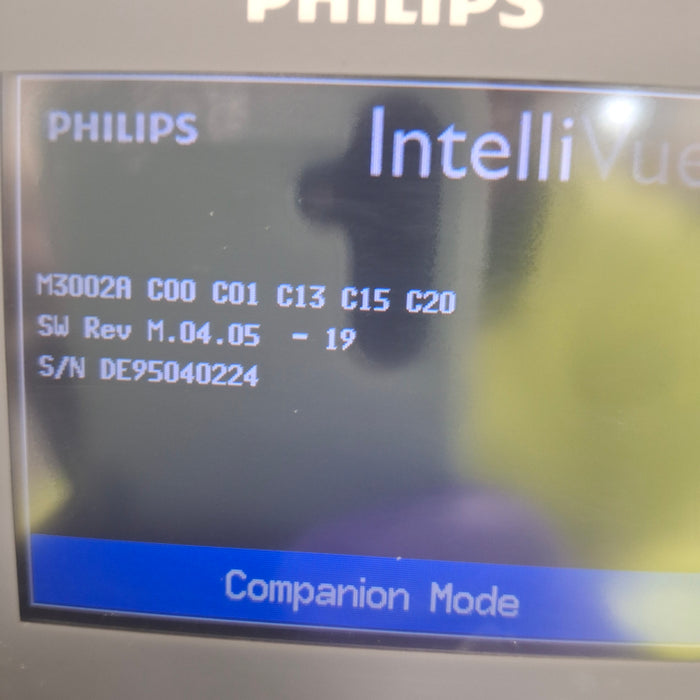 PHILIPS
PHILIPS IntelliVue
M3002A C00 C01 C13 C15 C20
SW Rev M.04.05 - 19
S/N DE95040224
Companion Mode